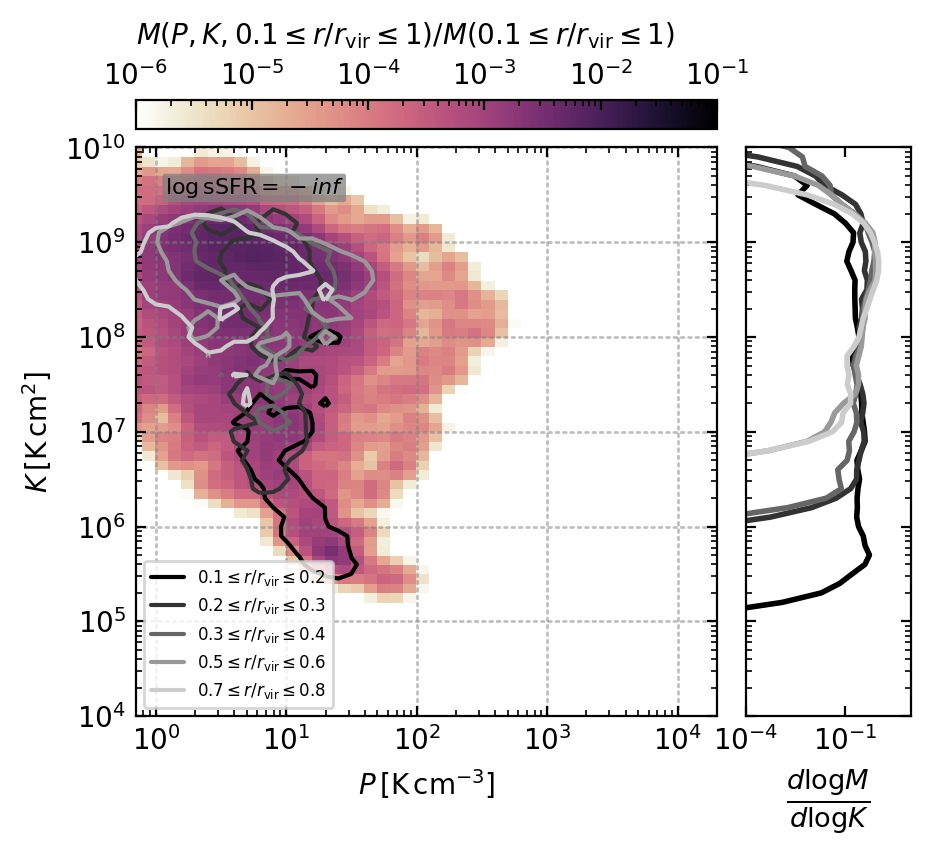 M(P, K, 0.1 ≤ r/r_vir ≤ 1)/M(0.1 ≤ r/r_vir ≤ 1)
10^−6 10^−5 10^−4 10^−3 10^−2 10^−1
10^10
log sSFR = −inf
10^9
10^8
10^7
10^6
10^5
10^4
K [K cm^2]
0.1 ≤ r/r_vir ≤ 0.2
0.2 ≤ r/r_vir ≤ 0.3
0.3 ≤ r/r_vir ≤ 0.4
0.5 ≤ r/r_vir ≤ 0.6
0.7 ≤ r/r_vir ≤ 0.8
10^0 10^1 10^2 10^3 10^4 10^−4 10^−1
P [K cm^−3]
dlogM
dlogK